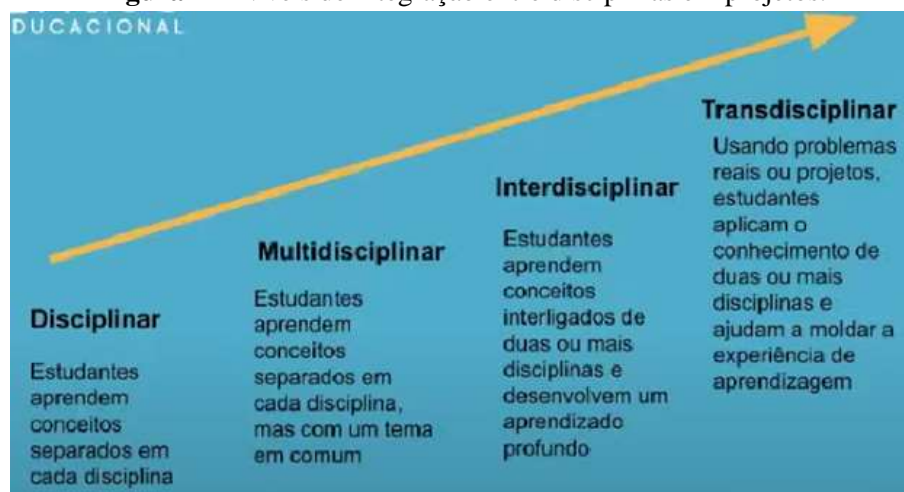 DUCACIONAL
Transdisciplinar
Usando problemas
reais ou projetos,
estudantes
aplicam o
conhecimento de
duas ou mais
disciplinas e
ajudam a moldar a
experiência de
aprendizagem
Interdisciplinar
Estudantes
aprendem
conceitos
interligados de
duas ou mais
disciplinas e
desenvolvem um
aprendizado
profundo
Multidisciplinar
Estudantes
aprendem
conceitos
separados em
cada disciplina,
mas com um tema
em comum
Disciplinar
Estudantes
aprendem
conceitos
separados em
cada disciplina